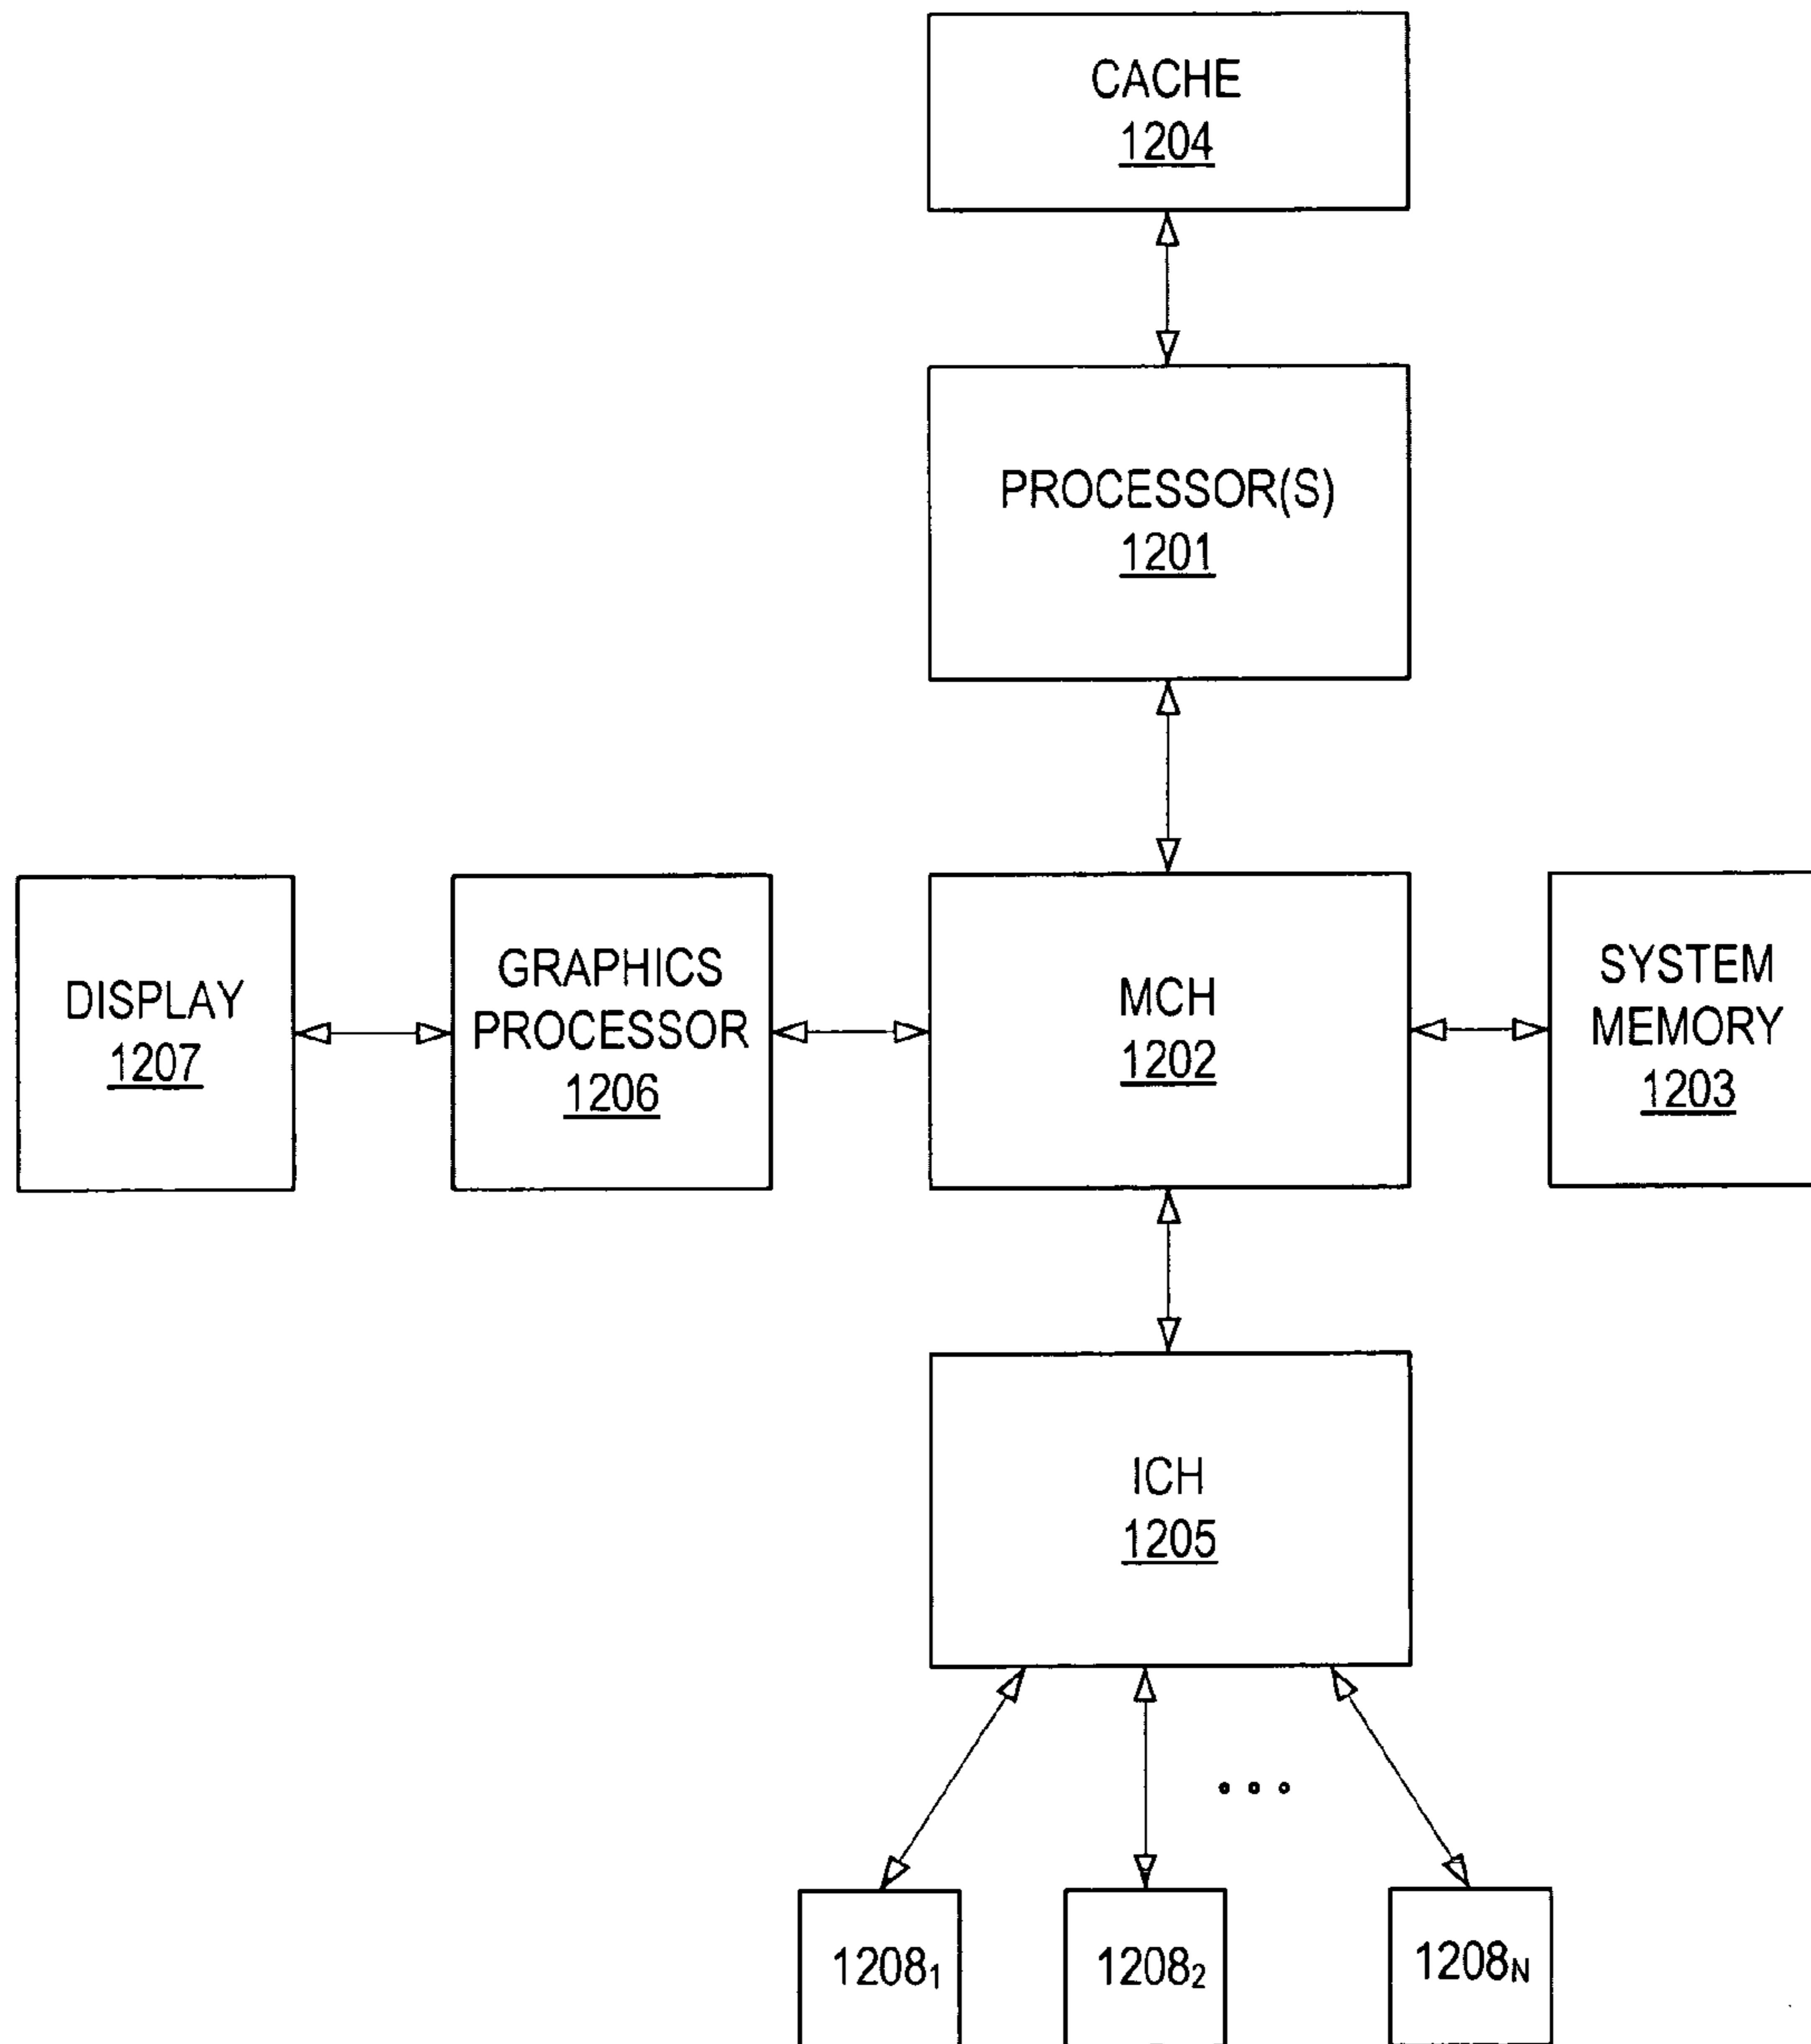 CACHE
1204
PROCESSOR(S)
1201
DISPLAY
1207
GRAPHICS
PROCESSOR
1206
MCH
1202
SYSTEM
MEMORY
1203
ICH
1205
1208₁
1208₂
1208ₙ